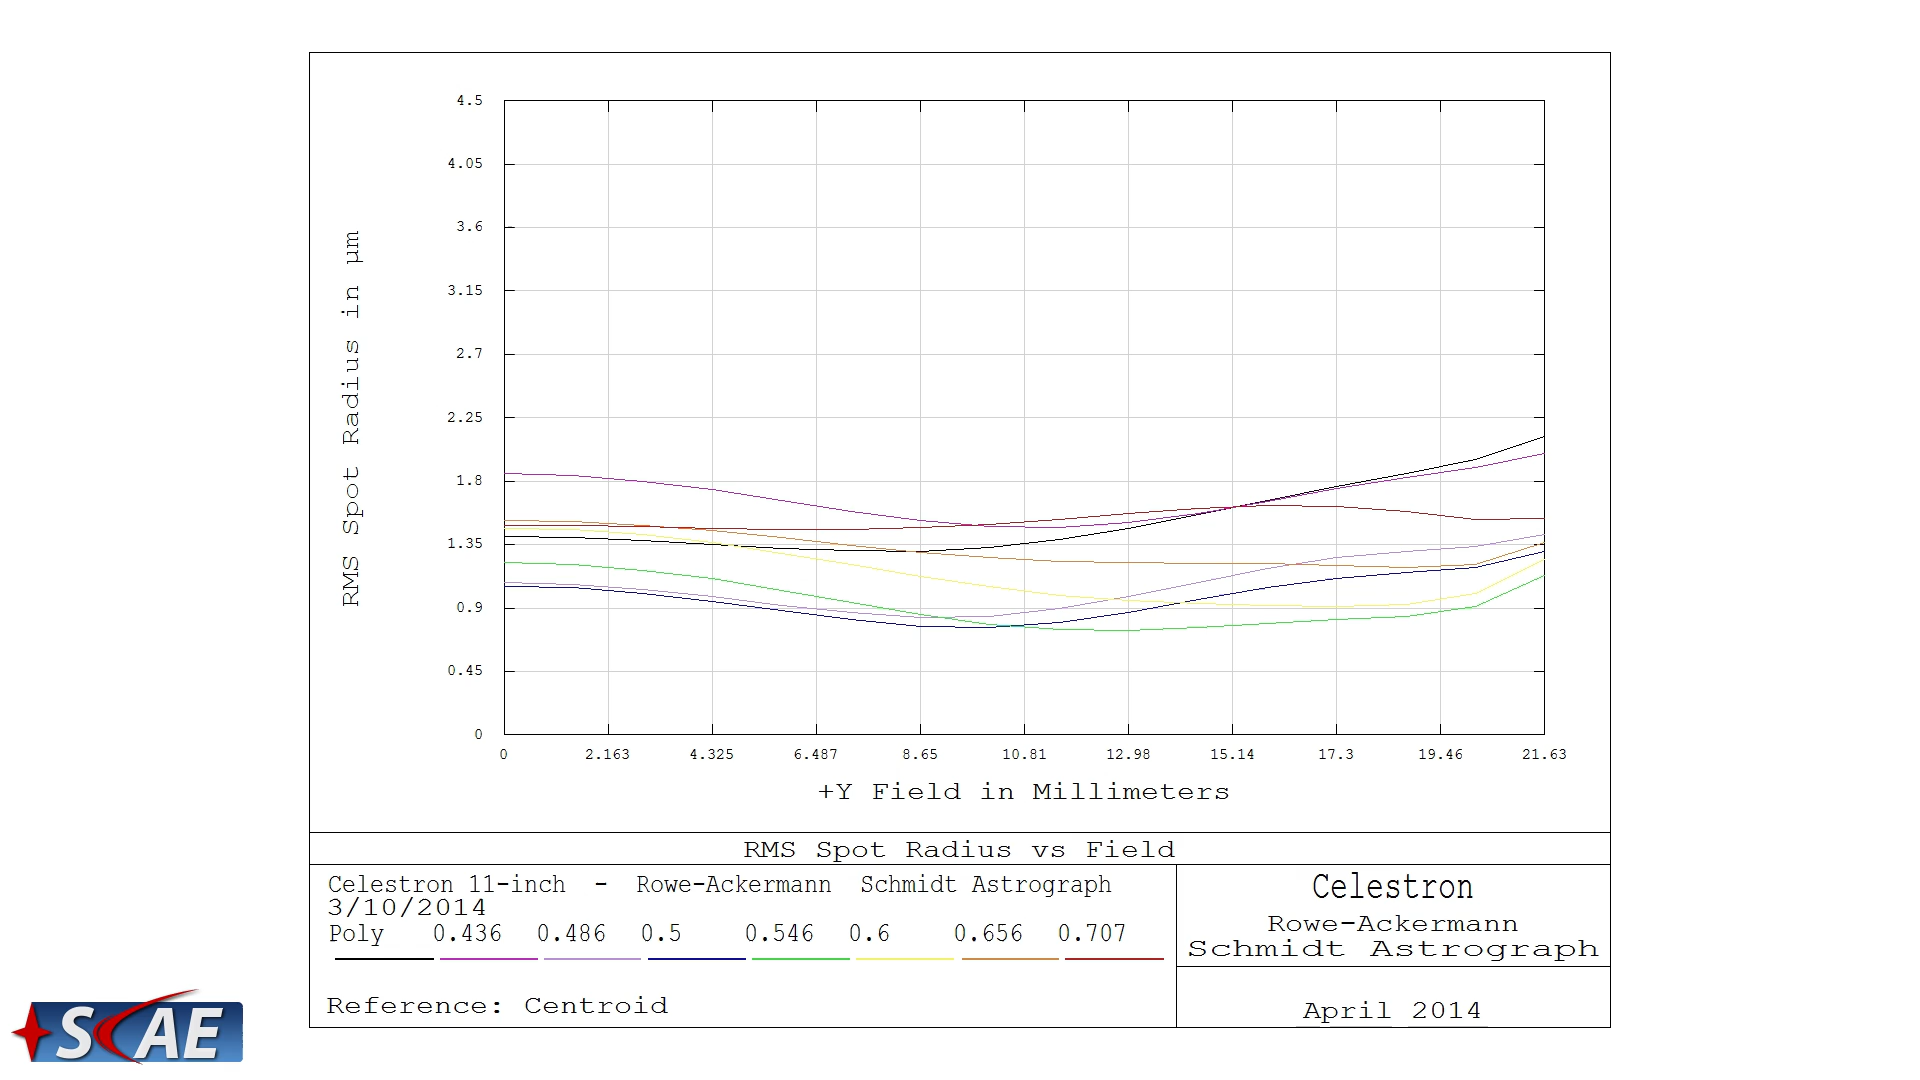 4.5
4.05
3.6
3.15
2.7
2.25
1.8
1.35
0.9
0.45
0
RMS Spot Radius in µm
0 2.163 4.325 6.487 8.65 10.81 12.98 15.14 17.3 19.46 21.63
+Y Field in Millimeters
RMS Spot Radius vs Field
Celestron 11-inch - Rowe-Ackermann Schmidt Astrograph
3/10/2014
Poly 0.436 0.486 0.5 0.546 0.6 0.656 0.707
Reference: Centroid
Celestron
Rowe-Ackermann
Schmidt Astrograph
April 2014
SCAE